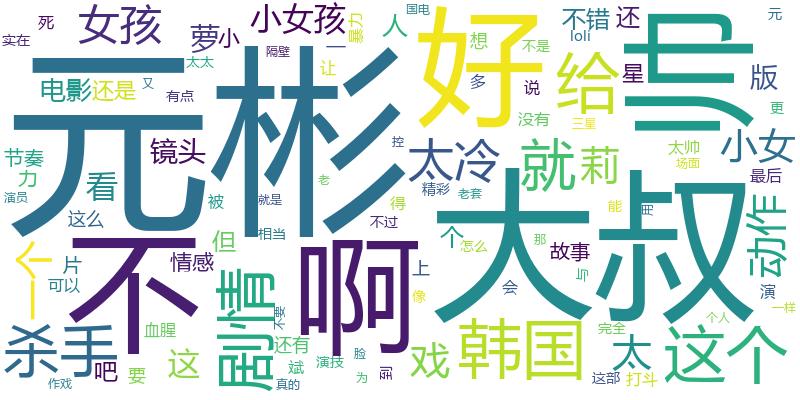 元彬
不
啊
大叔
好
叫
给
就
太冷
莉
小女
这个
韩国
戏
太
剧情
动作
杀手
一个
看
女孩
小女孩
萝
小
电影
还是
镜头
节奏
力
演员
这么
片
可以
情感
但
被
这
要
吧
血腥
还有
斌
演技
真的
脸
为
到
上
像
个
怎么
故事
会
那
与
能
用
最后
太帅
场面
三星
没有
说
多
想
人
暴力
让
隔壁
一
太太
有点
又
死
实在
国电
不错
还
loli
不是
星
版
元
更
精彩
老套
得
不过
控
老
就是
相当
不要
作戏
完全
这部
打斗
个人
一样
演